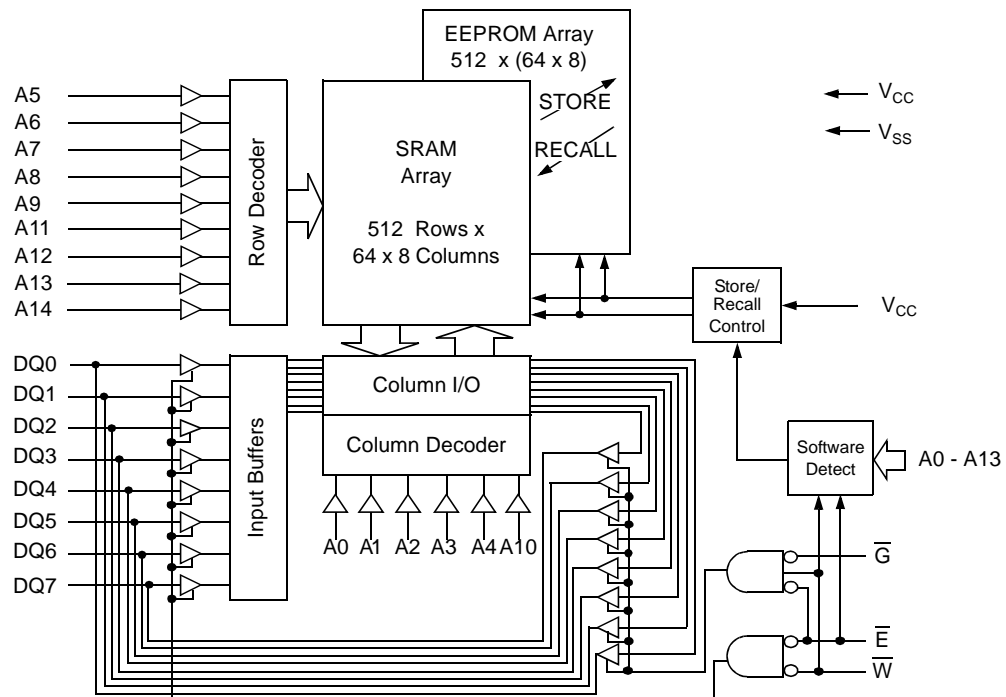 EEPROM Array
512 x (64 x 8)
STORE
RECALL
SRAM
Array
512 Rows x
64 x 8 Columns
A5
A6
A7
A8
A9
A11
A12
A13
A14
Row Decoder
VCC
VSS
Store/
Recall
Control
VCC
DQ0
DQ1
DQ2
DQ3
DQ4
DQ5
DQ6
DQ7
Input Buffers
Column I/O
Column Decoder
A0 A1 A2 A3 A4 A10
Software
Detect
A0 - A13
G̅
E̅
W̅